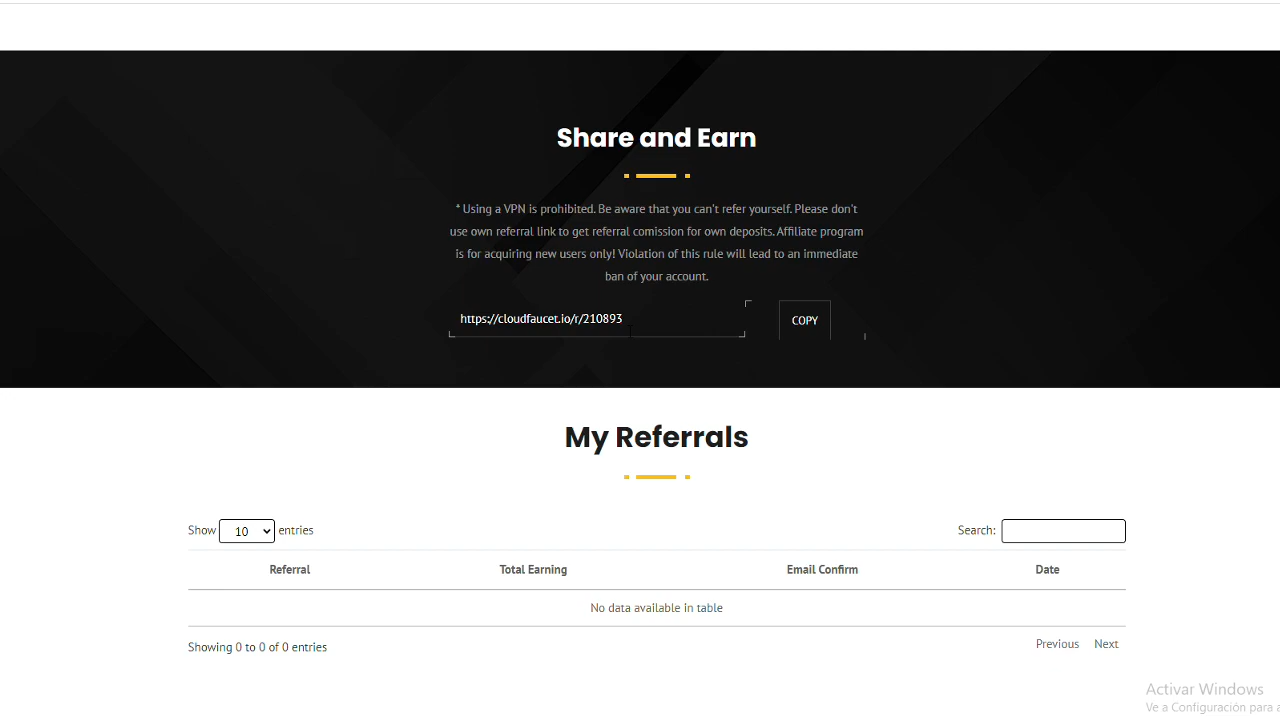 Share and Earn
* Using a VPN is prohibited. Be aware that you can't refer yourself. Please don't
use own referral link to get referral comission for own deposits. Affiliate program
is for acquiring new users only! Violation of this rule will lead to an immediate
ban of your account.
https://cloudfaucet.io/r/210893
COPY
My Referrals
Show 10 entries
Search:
Referral Total Earning Email Confirm Date
No data available in table
Showing 0 to 0 of 0 entries
Previous Next
Activar Windows
Ve a Configuración para a